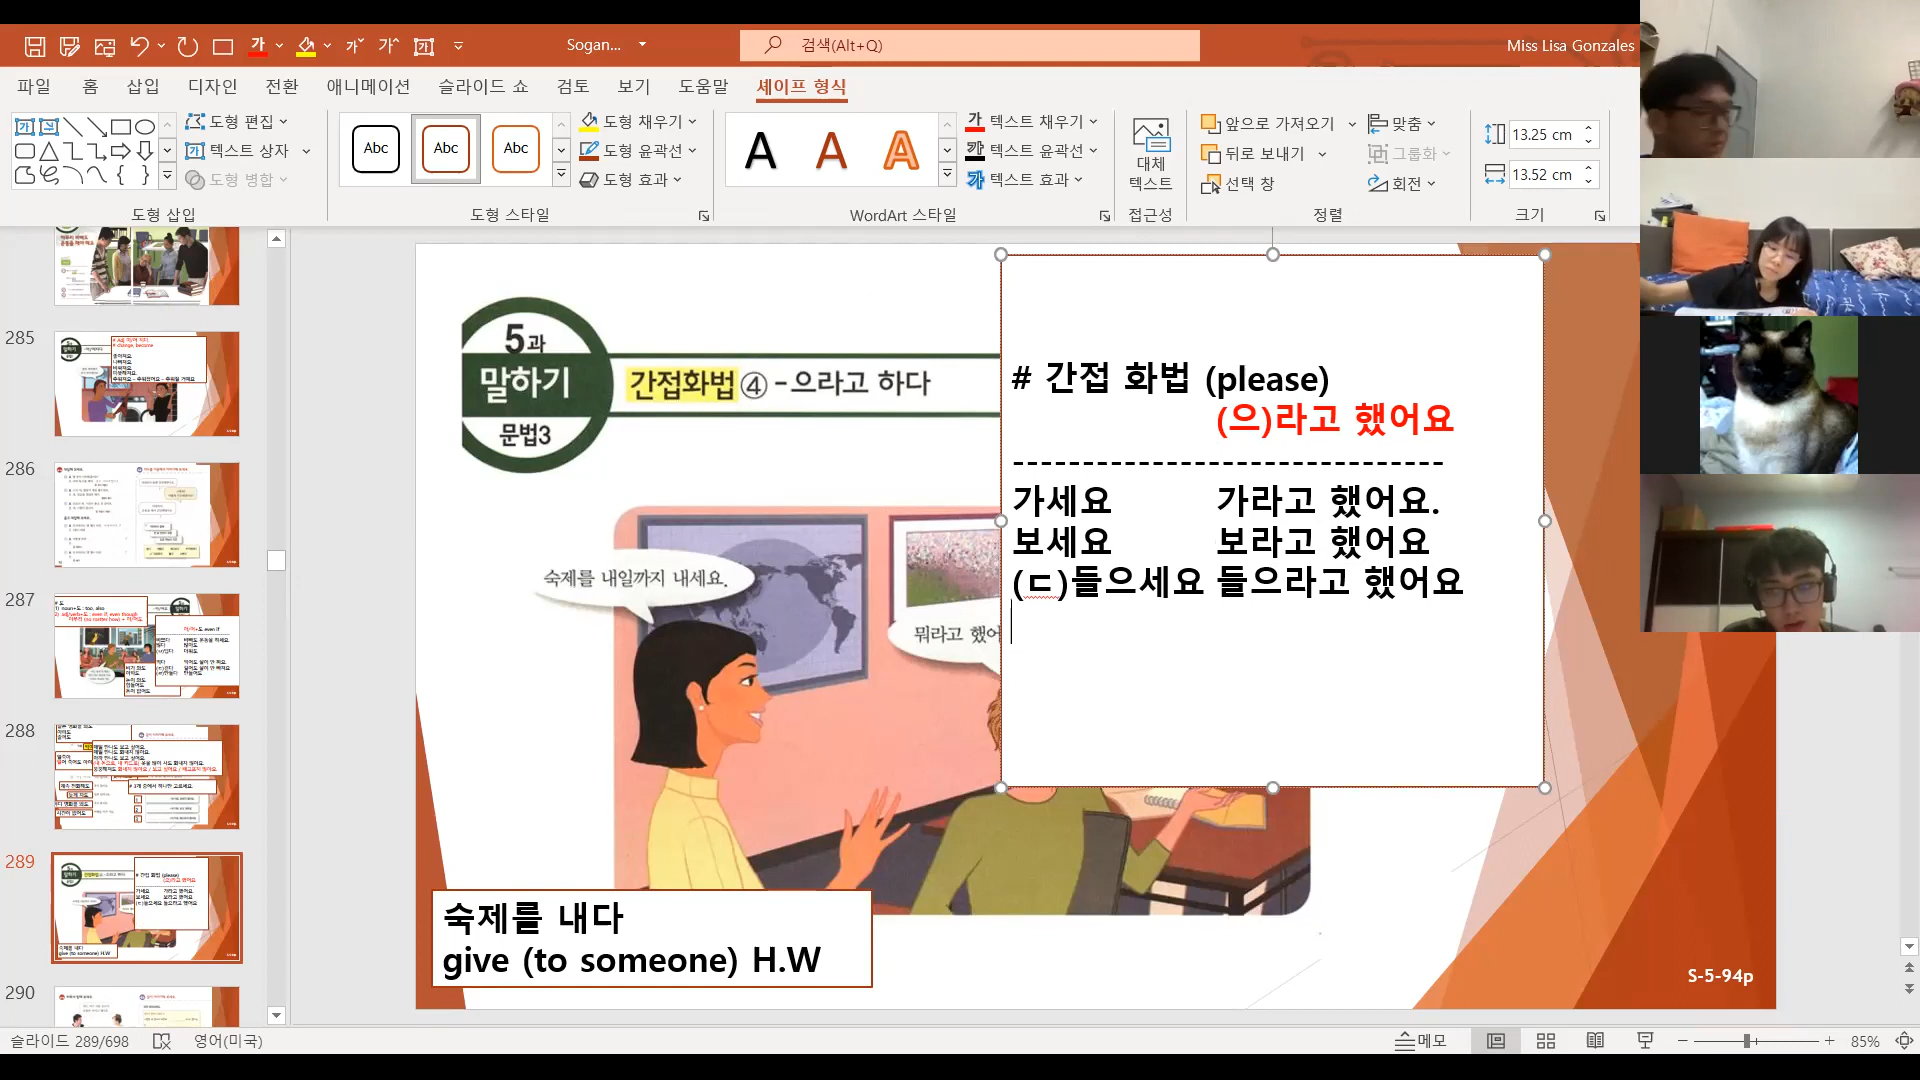 Sogan...
검색(Alt+Q)
Miss Lisa Gonzales
파일 홈 삽입 디자인 전환 애니메이션 슬라이드 쇼 검토 보기 도움말 셰이프 형식
도형 편집
텍스트 상자
도형 병합
도형 삽입
Abc Abc Abc
도형 채우기
도형 윤곽선
도형 효과
도형 스타일
A A A
텍스트 채우기
텍스트 윤곽선
텍스트 효과
WordArt 스타일
대체
텍스트
접근성
앞으로 가져오기
뒤로 보내기
선택 창
맞춤
그룹화
회전
정렬
13.25 cm
13.52 cm
크기
285
286
287
288
289
290
5과
말하기
문법3
간접화법④ -으라고 하다
숙제를 내일까지 내세요.
뭐라고 했어
# 간접 화법 (please)
(으)라고 했어요
-------------------------------
가세요 가라고 했어요.
보세요 보라고 했어요
(ㄷ)들으세요 들으라고 했어요
숙제를 내다
give (to someone) H.W
S-5-94p
슬라이드 289/698
영어(미국)
메모
85%